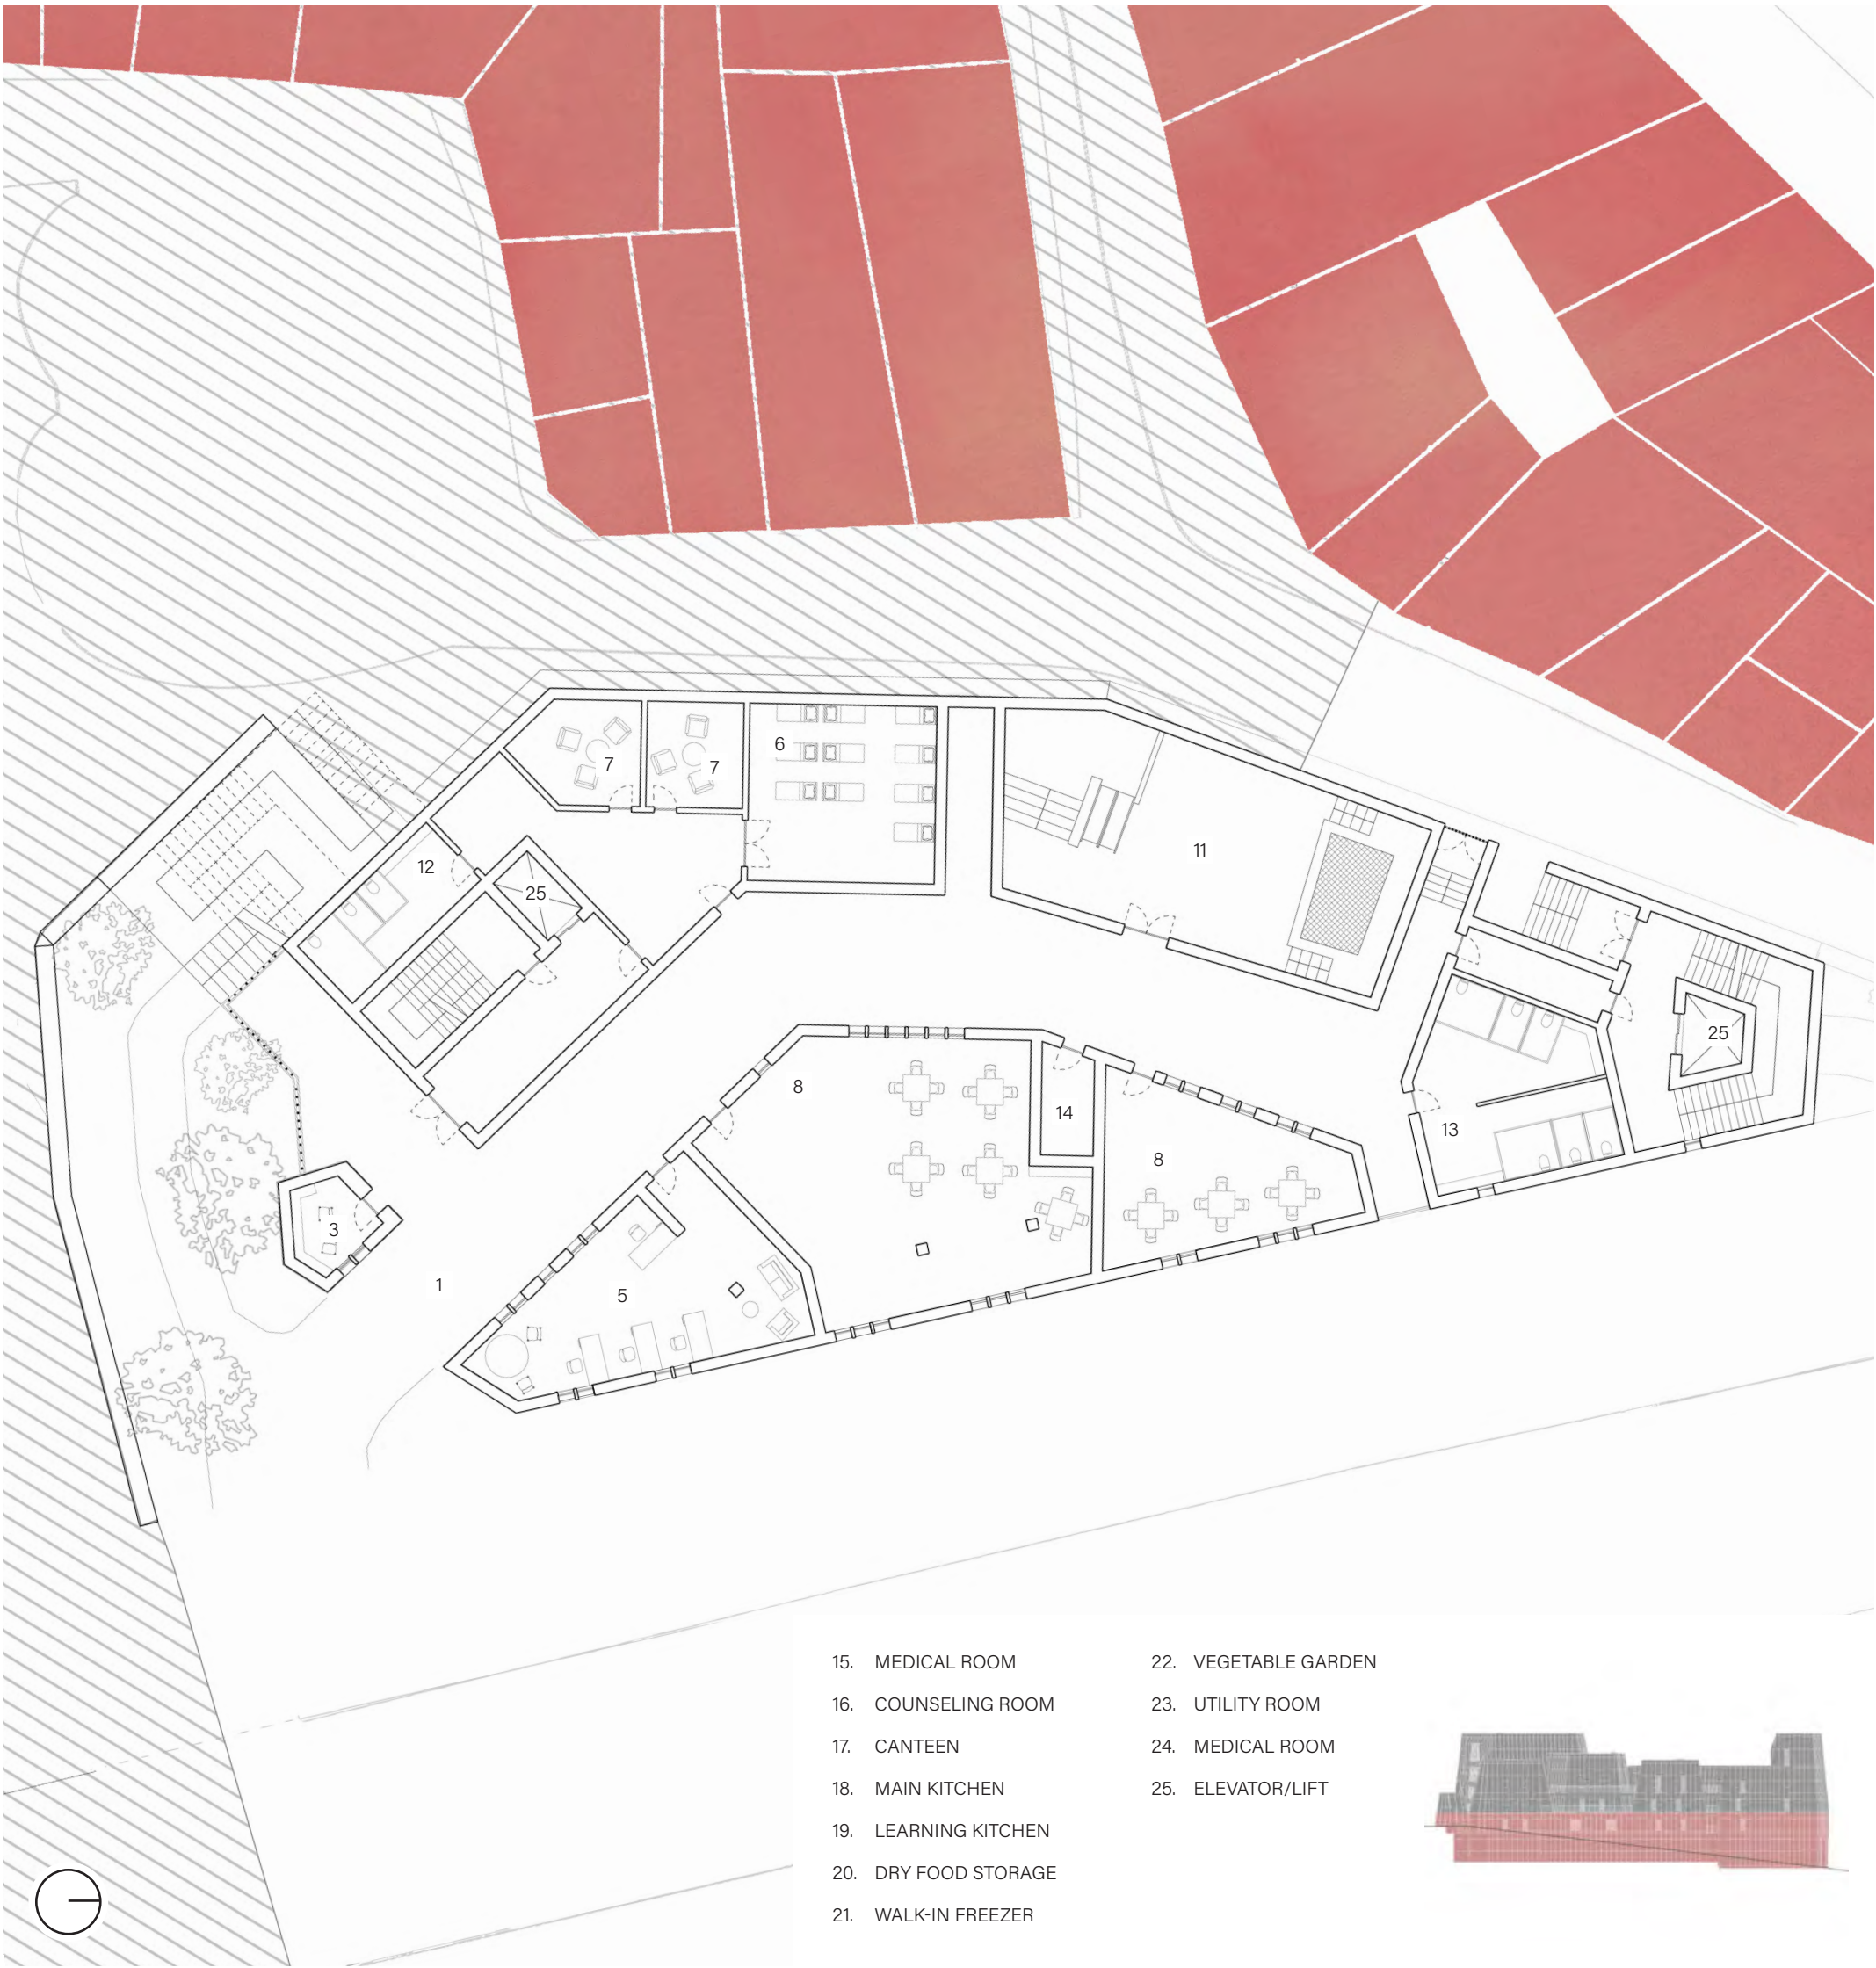 6
7
7
11
12
25
25
8
14
13
8
3
1
5
15. MEDICAL ROOM
16. COUNSELING ROOM
17. CANTEEN
18. MAIN KITCHEN
19. LEARNING KITCHEN
20. DRY FOOD STORAGE
21. WALK-IN FREEZER
22. VEGETABLE GARDEN
23. UTILITY ROOM
24. MEDICAL ROOM
25. ELEVATOR/LIFT